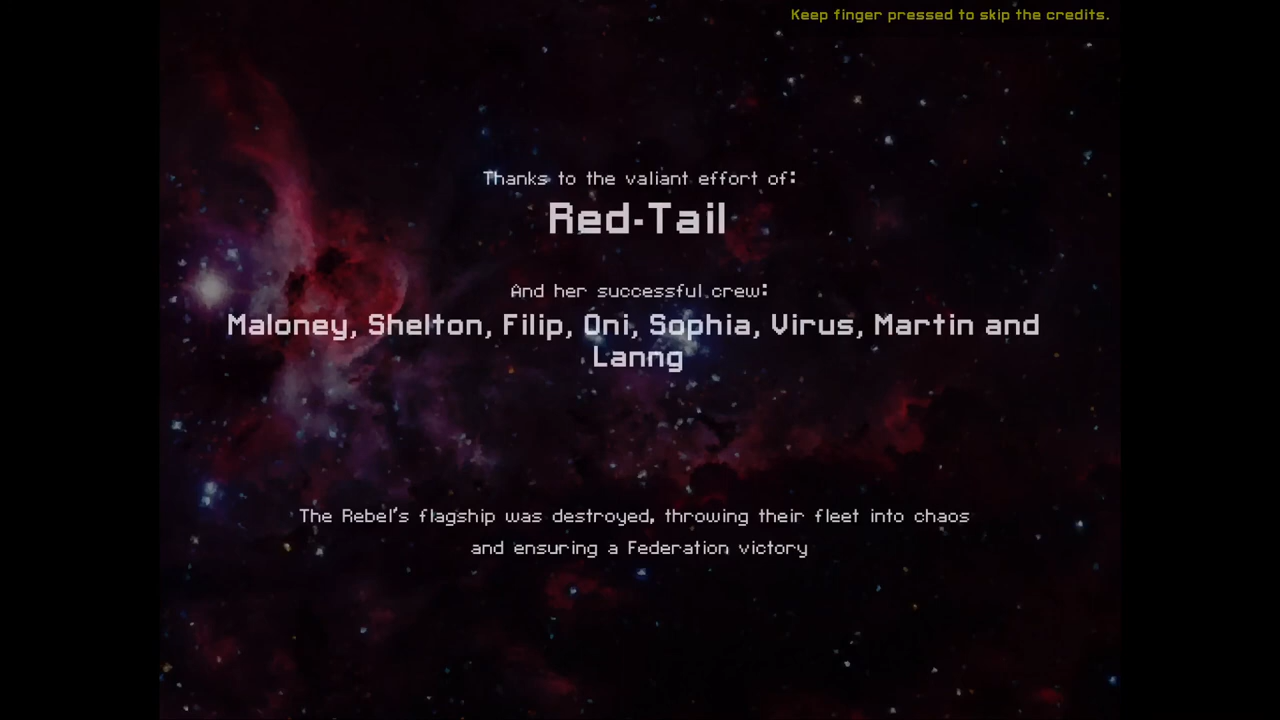 Keep finger pressed to skip the credits.
Thanks to the valiant effort of:
Red-Tail
And her successful crew:
Maloney, Shelton, Filip, Oni, Sophia, Virus, Martin and
Lanng
The Rebel's flagship was destroyed, throwing their fleet into chaos
and ensuring a Federation victory